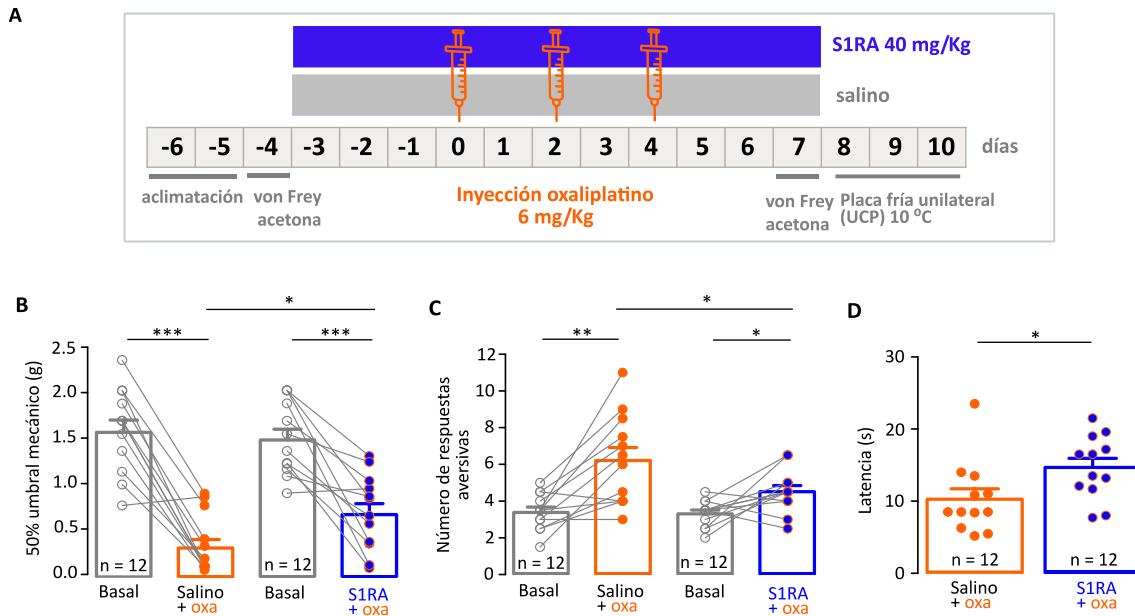 A
S1RA 40 mg/Kg
salino
-6 -5 -4 -3 -2 -1 0 1 2 3 4 5 6 7 8 9 10 días
aclimatación
von Frey
acetona
Inyección oxaliplatino
6 mg/Kg
von Frey
acetona
Placa fría unilateral
(UCP) 10 ⁰C
B
*
***
***
50% umbral mecánico (g)
2.5
2.0
1.5
1.0
0.5
0.0
n = 12
n = 12
Basal
Salino
+ oxa
Basal
S1RA
+ oxa
C
*
**
*
Número de respuestas
aversivas
12
10
8
6
4
2
0
n = 12
n = 12
Basal
Salino
+ oxa
Basal
S1RA
+ oxa
D
*
Latencia (s)
30
20
10
0
n = 12
n = 12
Salino
+ oxa
S1RA
+ oxa